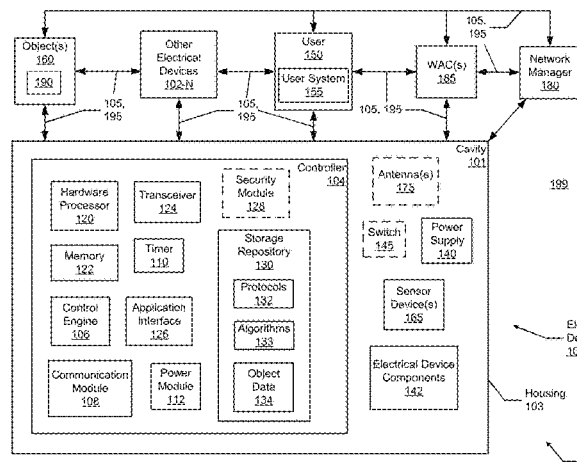 105,
195
Object(s)
160
190
Other
Electrical
Devices
102-N
User
150
User System
155
WAC(s)
185
Network
Manager
180
105,
195
105,
195
105,
195
105,
195
105,
195
Cavity
101
Controller
104
Hardware
Processor
120
Transceiver
124
Security
Module
128
Antenna(e)
175
199
Memory
122
Timer
110
Storage
Repository
130
Switch
145
Power
Supply
140
Protocols
132
Control
Engine
106
Application
Interface
126
Algorithms
133
Sensor
Device(s)
165
Communication
Module
108
Power
Module
112
Object
Data
134
Electrical Device
Components
142
Housing
103